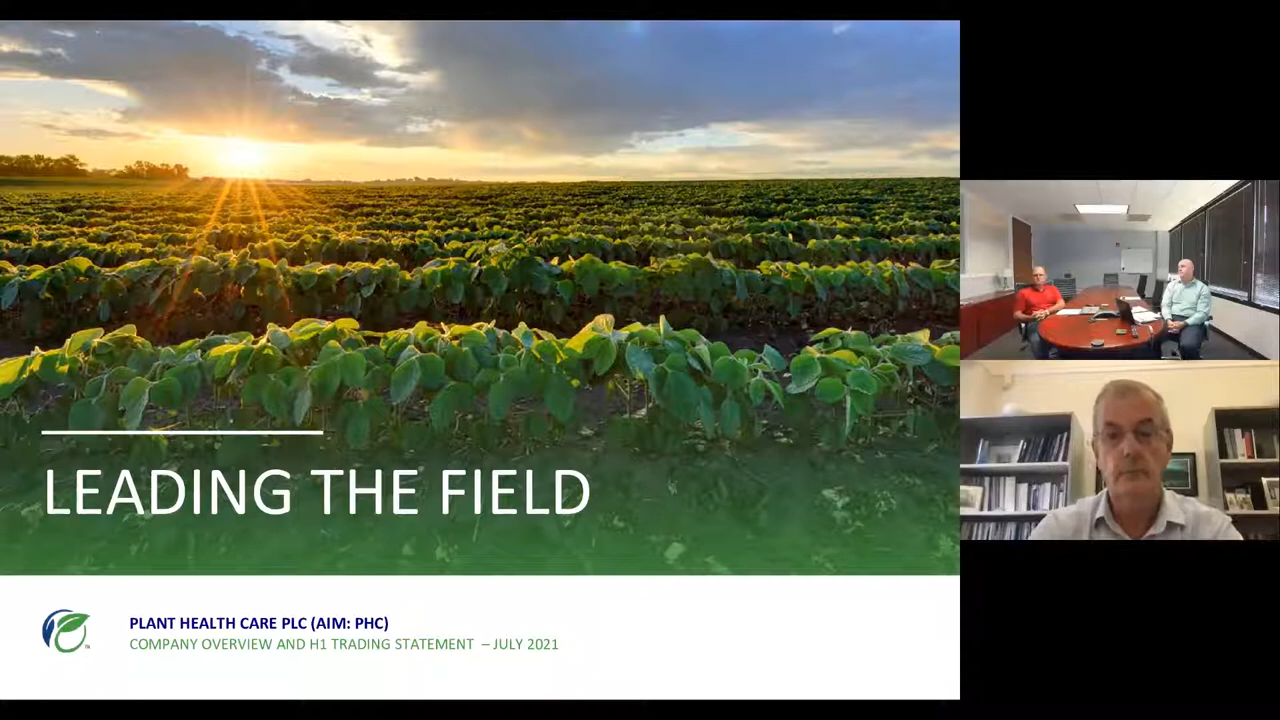 LEADING THE FIELD
PLANT HEALTH CARE PLC (AIM: PHC)
COMPANY OVERVIEW AND H1 TRADING STATEMENT – JULY 2021